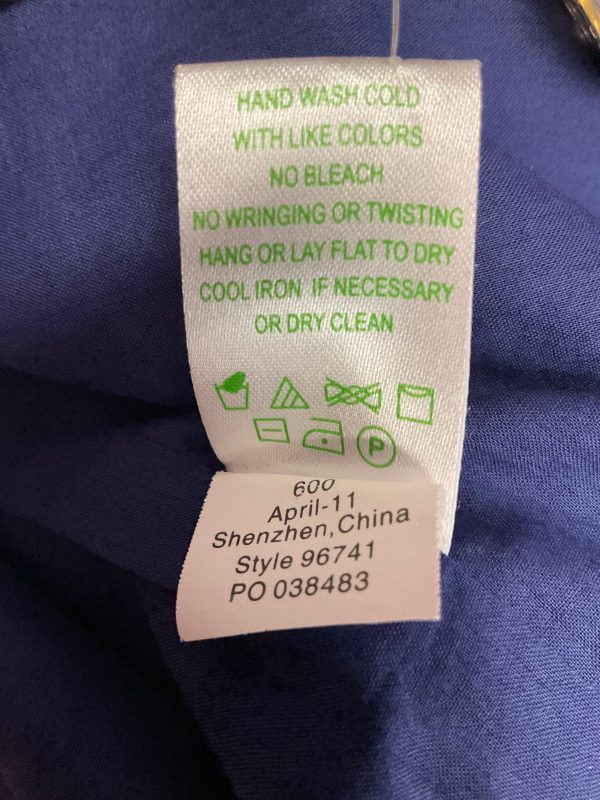 HAND WASH COLD
WITH LIKE COLORS
NO BLEACH
NO WRINGING OR TWISTING
HANG OR LAY FLAT TO DRY
COOL IRON IF NECESSARY
OR DRY CLEAN
P
600
April-11
Shenzhen,China
Style 96741
PO 038483